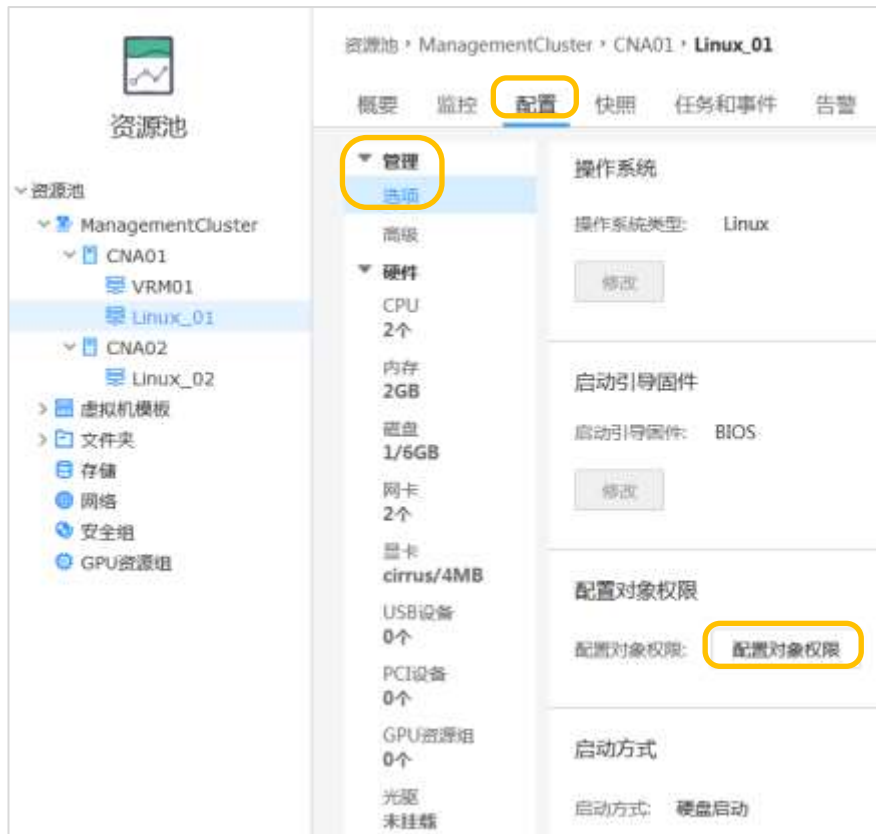 资源池
资源池
ManagementCluster
CNA01
VRM01
Linux_01
CNA02
Linux_02
虚拟机模板
文件夹
存储
网络
安全组
GPU资源组
资源池 › ManagementCluster › CNA01 › Linux_01
概要 监控 配置 快照 任务和事件 告警
管理
选项
高级
硬件
CPU
2个
内存
2GB
磁盘
1/6GB
网卡
2个
显卡
cirrus/4MB
USB设备
0个
PCI设备
0个
GPU资源组
0个
光驱
未挂载
操作系统
操作系统类型: Linux
修改
启动引导固件
启动引导固件: BIOS
修改
配置对象权限
配置对象权限: 配置对象权限
启动方式
启动方式: 硬盘启动